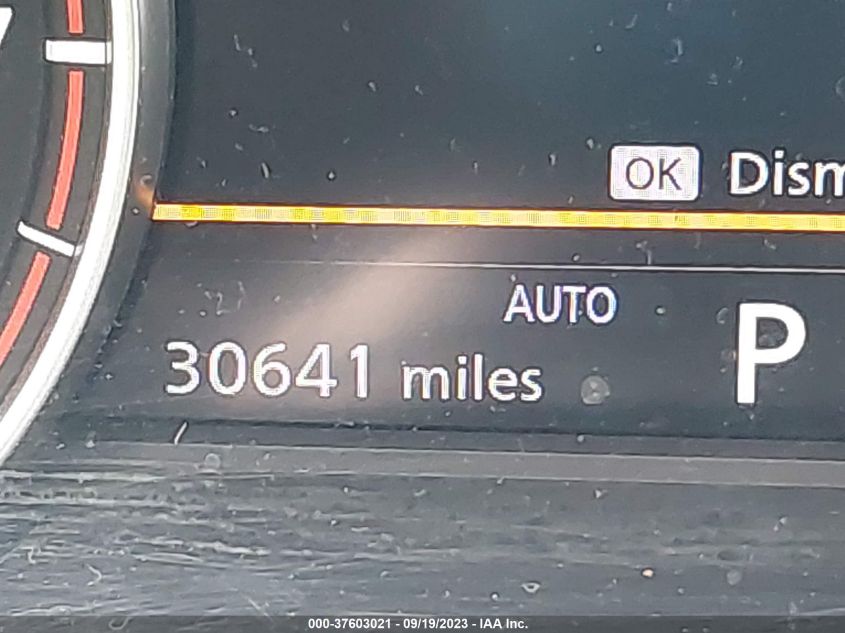 OK Dism
AUTO
P
30641 miles
000-37603021 - 09/19/2023 - IAA Inc.